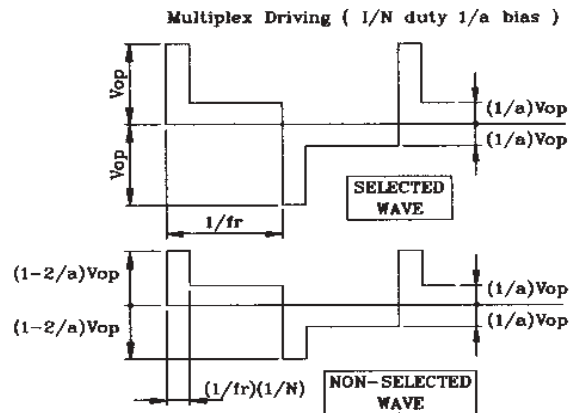 Multiplex Driving ( 1/N duty 1/a bias )
Vop
(1/a)Vop
(1/a)Vop
Vop
SELECTED
WAVE
1/fr
(1-2/a)Vop
(1/a)Vop
(1-2/a)Vop
(1/a)Vop
(1/fr)(1/N)
NON-SELECTED
WAVE